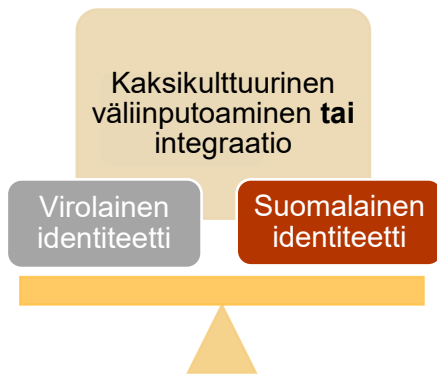 Kaksikulttuurinen
väliinputoaminen tai
integraatio
Virolainen
identiteetti
Suomalainen
identiteetti